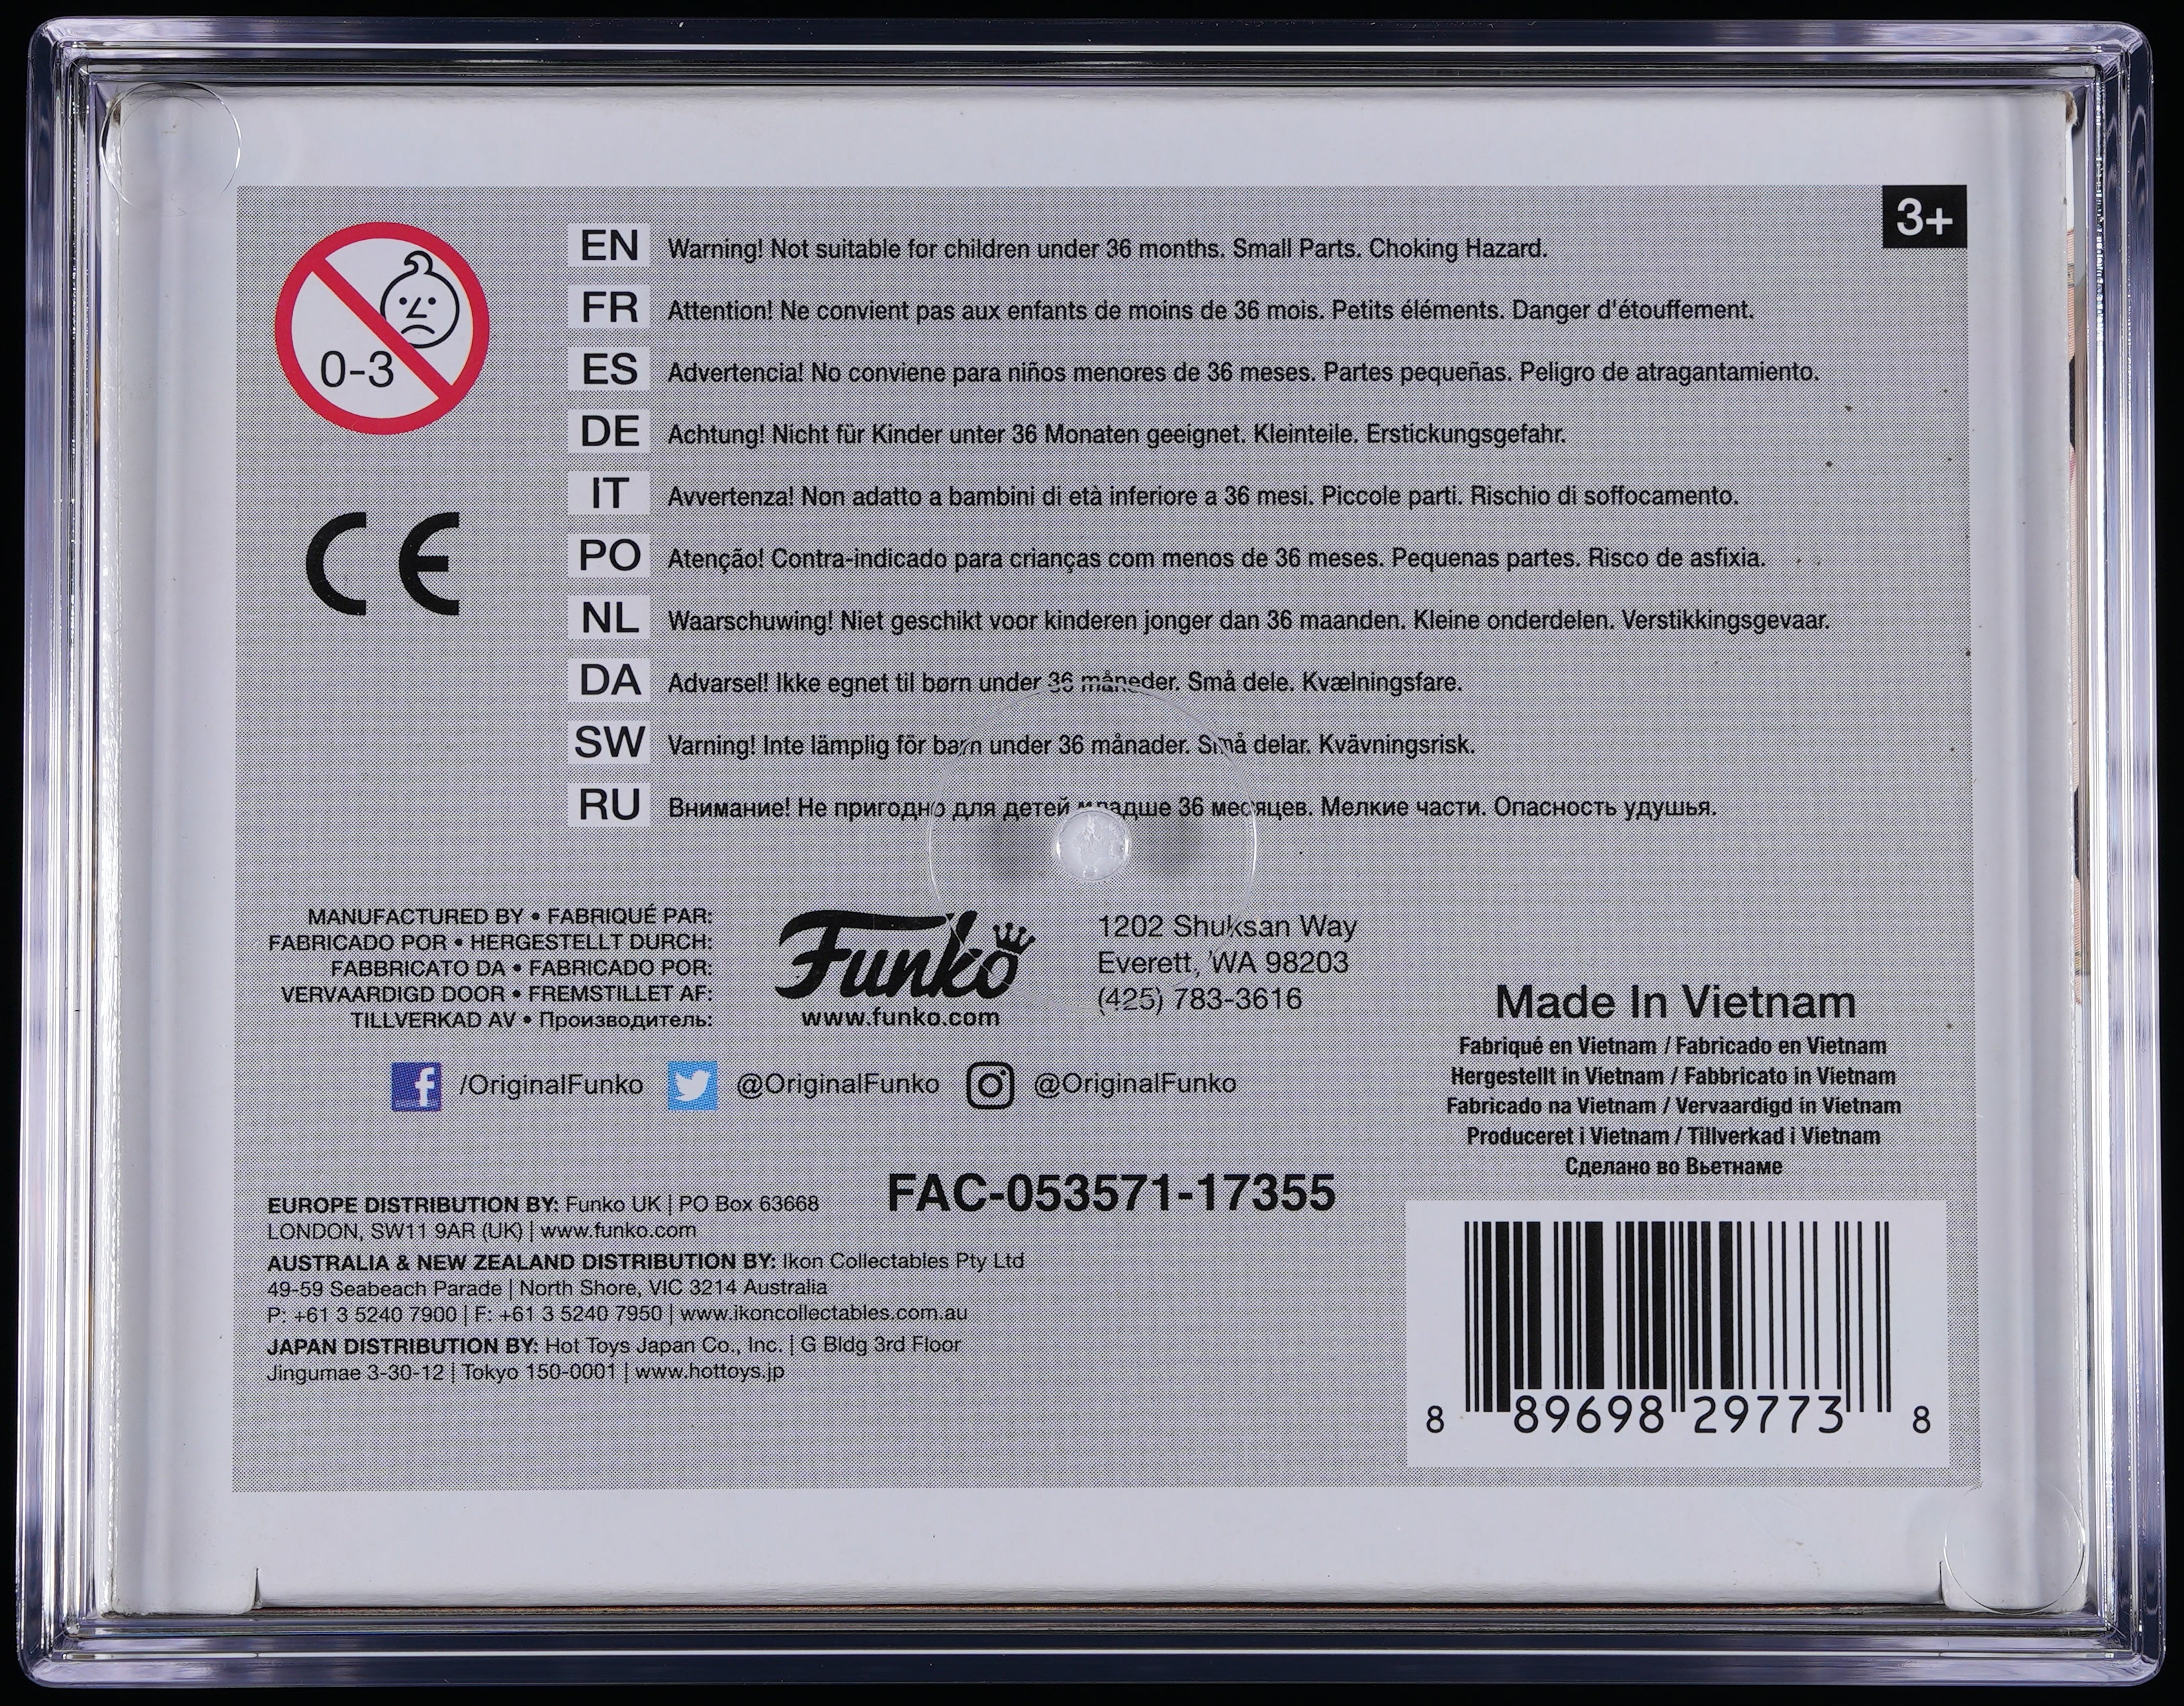 3+
0-3
EN Warning! Not suitable for children under 36 months. Small Parts. Choking Hazard.
FR Attention! Ne convient pas aux enfants de moins de 36 mois. Petits éléments. Danger d'étouffement.
ES Advertencia! No conviene para niños menores de 36 meses. Partes pequeñas. Peligro de atragantamiento.
DE Achtung! Nicht für Kinder unter 36 Monaten geeignet. Kleinteile. Erstickungsgefahr.
IT Avvertenza! Non adatto a bambini di età inferiore a 36 mesi. Piccole parti. Rischio di soffocamento.
PO Atenção! Contra-indicado para crianças com menos de 36 meses. Pequenas partes. Risco de asfixia.
NL Waarschuwing! Niet geschikt voor kinderen jonger dan 36 maanden. Kleine onderdelen. Verstikkingsgevaar.
DA Advarsel! Ikke egnet til børn under 36 måneder. Små dele. Kvælningsfare.
SW Varning! Inte lämplig för barn under 36 månader. Små delar. Kvävningsrisk.
RU Внимание! Не пригодно для детей младше 36 месяцев. Мелкие части. Опасность удушья.
CE
MANUFACTURED BY • FABRIQUÉ PAR:
FABRICADO POR • HERGESTELLT DURCH:
FABBRICATO DA • FABRICADO POR:
VERVAARDIGD DOOR • FREMSTILLET AF:
TILLVERKAD AV • Производитель:
Funko
www.funko.com
1202 Shuksan Way
Everett, WA 98203
(425) 783-3616
/OriginalFunko @OriginalFunko @OriginalFunko
Made In Vietnam
Fabriqué en Vietnam / Fabricado en Vietnam
Hergestellt in Vietnam / Fabbricato in Vietnam
Fabricado na Vietnam / Vervaardigd in Vietnam
Produceret i Vietnam / Tillverkad i Vietnam
Сделано во Вьетнаме
FAC-053571-17355
EUROPE DISTRIBUTION BY: Funko UK | PO Box 63668
LONDON, SW11 9AR (UK) | www.funko.com
AUSTRALIA & NEW ZEALAND DISTRIBUTION BY: Ikon Collectables Pty Ltd
49-59 Seabeach Parade | North Shore, VIC 3214 Australia
P: +61 3 5240 7900 | F: +61 3 5240 7950 | www.ikoncollectables.com.au
JAPAN DISTRIBUTION BY: Hot Toys Japan Co., Inc. | G Bldg 3rd Floor
Jingumae 3-30-12 | Tokyo 150-0001 | www.hottoys.jp
8 89698 29773 8